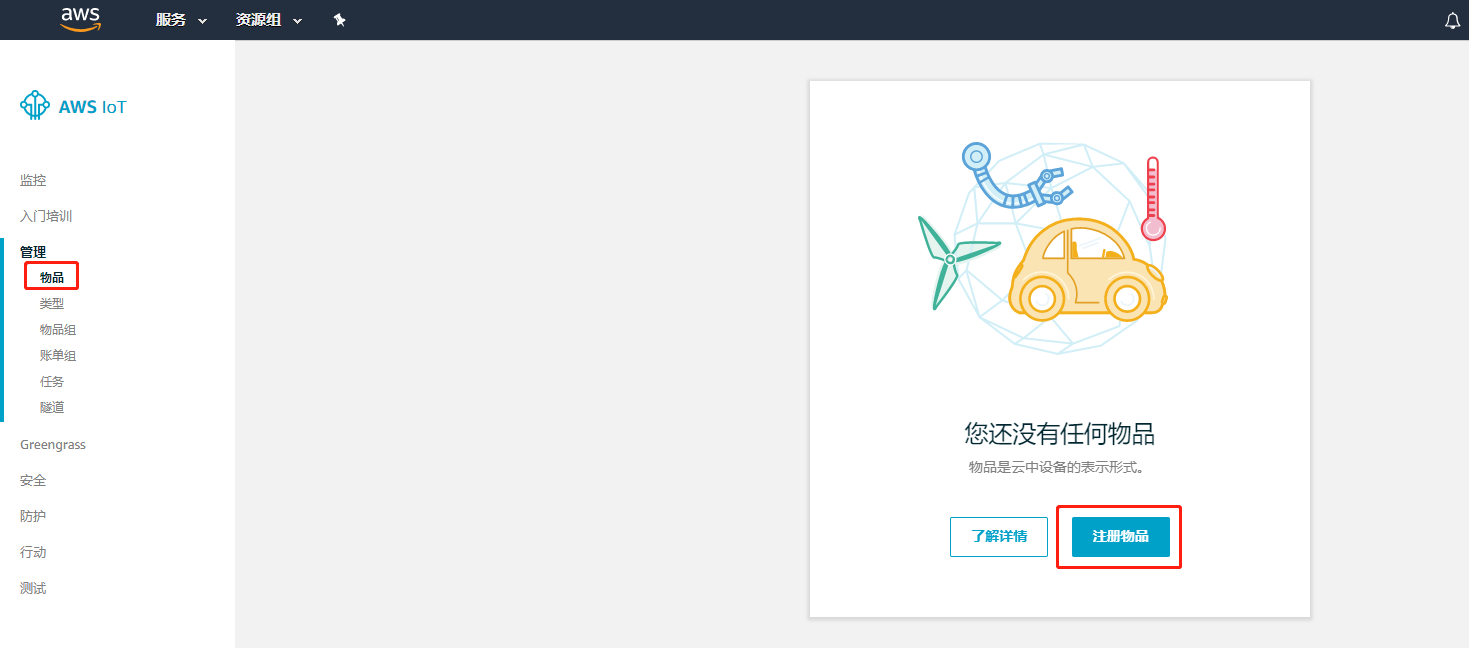 aws
服务
资源组
AWS IoT
监控
入门培训
管理
物品
类型
物品组
账单组
任务
隧道
Greengrass
安全
防护
行动
测试
您还没有任何物品
物品是云中设备的表示形式。
了解详情
注册物品